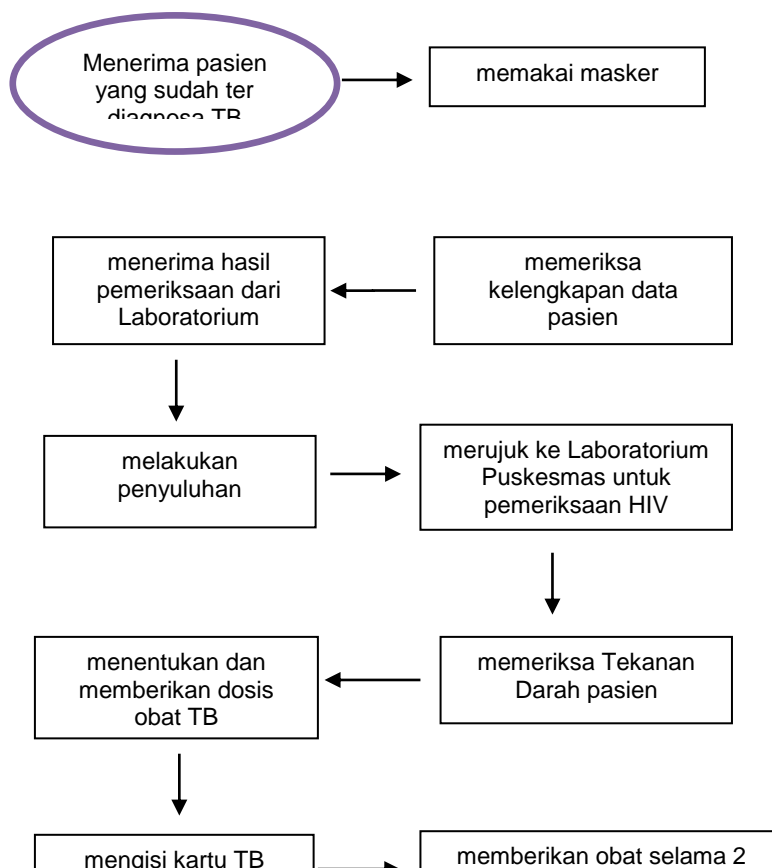 Menerima pasien
yang sudah ter
diagnosa TB
memakai masker
menerima hasil
pemeriksaan dari
Laboratorium
memeriksa
kelengkapan data
pasien
melakukan
penyuluhan
merujuk ke Laboratorium
Puskesmas untuk
pemeriksaan HIV
menentukan dan
memberikan dosis
obat TB
memeriksa Tekanan
Darah pasien
mengisi kartu TB
memberikan obat selama 2